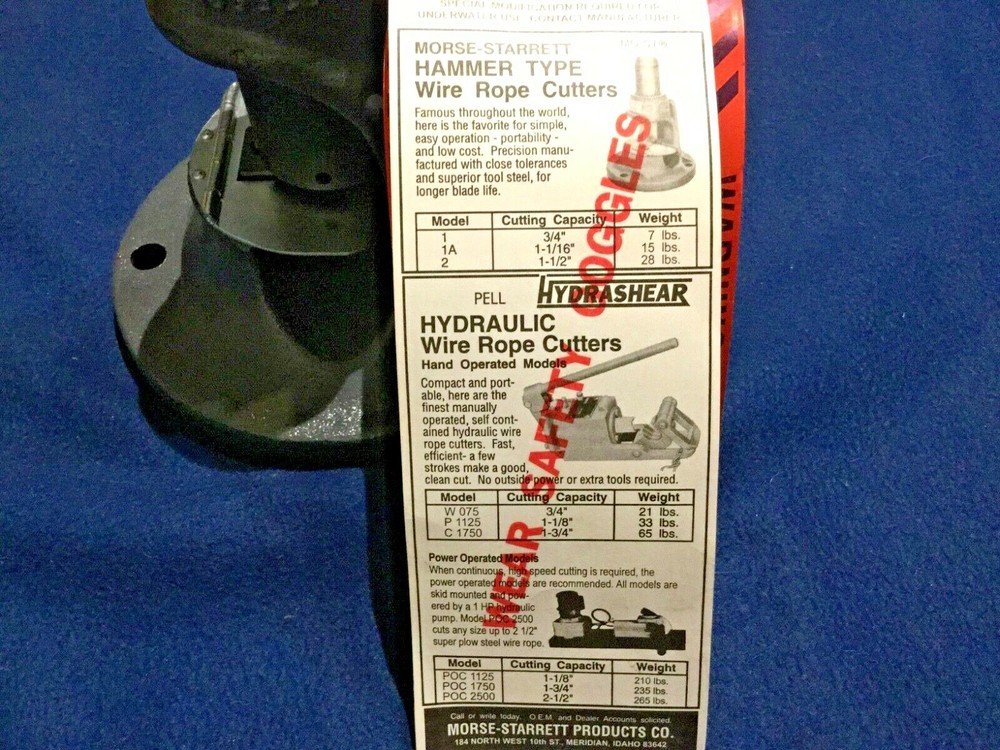 SPECIAL MODIFICATION REQUIRED FOR
UNDERWATER USE - CONTACT MANUFACTURER
MORSE-STARRETT
HAMMER TYPE
Wire Rope Cutters
Famous throughout the world,
here is the favorite for simple,
easy operation - portability -
and low cost. Precision manu-
factured with close tolerances
and superior tool steel, for
longer blade life.
Model Cutting Capacity Weight
1 3/4" 7 lbs.
1A 1-1/16" 15 lbs.
2 1-1/2" 28 lbs.
PELL HYDRASHEAR
HYDRAULIC
Wire Rope Cutters
Hand Operated Models
Compact and port-
able, here are the
finest manually
operated, self cont-
ained hydraulic wire
rope cutters. Fast,
efficient- a few
strokes make a good,
clean cut. No outside power or extra tools required.
Model Cutting Capacity Weight
W 075 3/4" 21 lbs.
P 1125 1-1/8" 33 lbs.
C 1750 1-3/4" 65 lbs.
Power Operated Models
When continuous, high speed cutting is required, the
power operated models are recommended. All models are
skid mounted and pow-
ered by a 1 HP hydraulic
pump. Model POC 2500
cuts any size up to 2 1/2"
super plow steel wire rope.
Model Cutting Capacity Weight
POC 1125 1-1/8" 210 lbs.
POC 1750 1-3/4" 235 lbs.
POC 2500 2-1/2" 265 lbs.
Call or write today. O.E.M. and Dealer Accounts solicited.
MORSE-STARRETT PRODUCTS CO.
184 NORTH WEST 10th ST., MERIDIAN, IDAHO 83642
WEAR SAFETY GOGGLES
WARNING